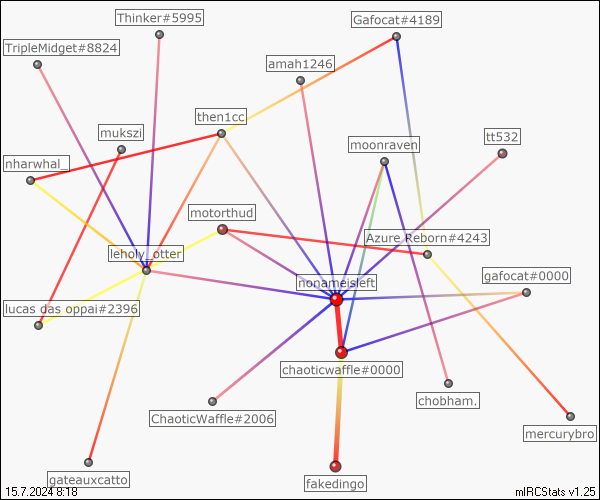 Thinker#5995
Gafocat#4189
TripleMidget#8824
amah1246
then1cc
mukszi
tt532
moonraven
nharwhal_
motorthud
Azure Reborn#4243
leholy_otter
gafocat#0000
nonameisleft
lucas das oppai#2396
chaoticwaffle#0000
chobham.
ChaoticWaffle#2006
mercurybro
gateauxcatto
fakedingo
15.7.2024 8:18
mIRCStats v1.25